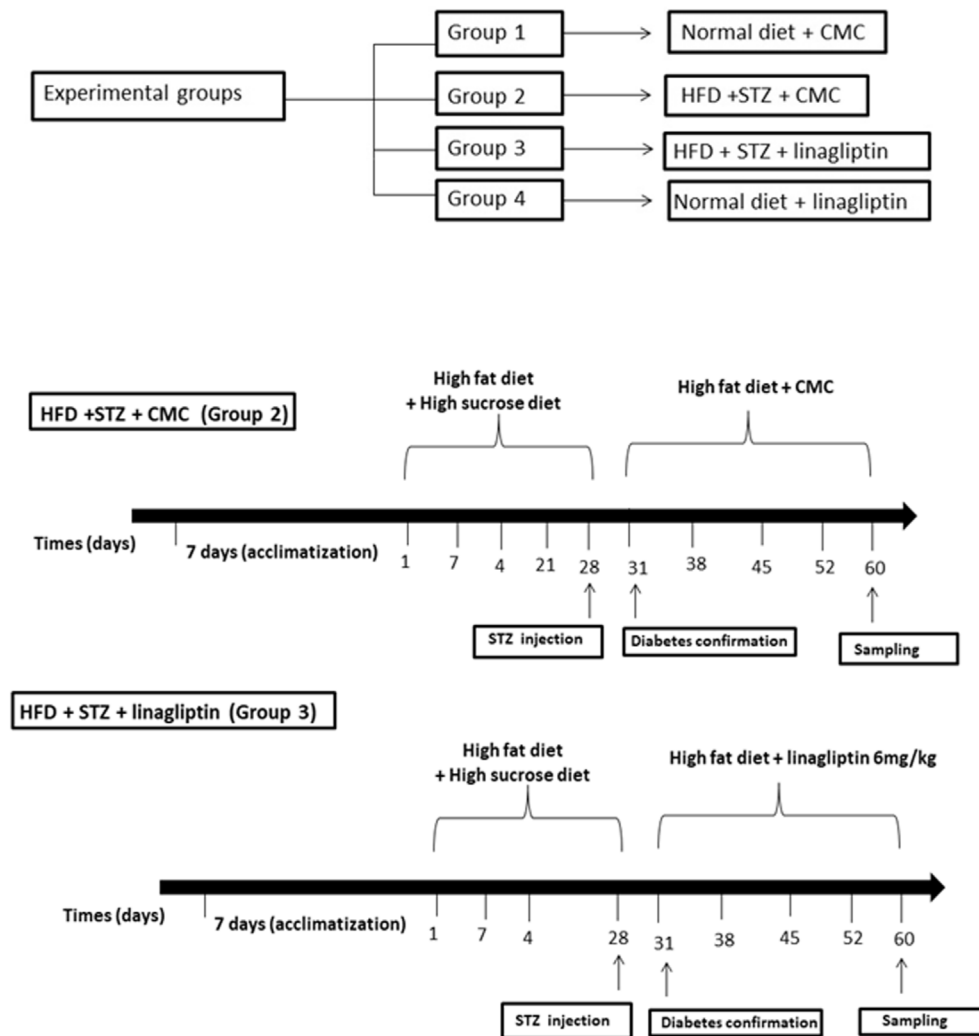 Experimental groups
Group 1
Normal diet + CMC
Group 2
HFD +STZ + CMC
Group 3
HFD + STZ + linagliptin
Group 4
Normal diet + linagliptin
HFD +STZ + CMC (Group 2)
High fat diet
+ High sucrose diet
High fat diet + CMC
Times (days)
7 days (acclimatization)
1 7 4 21 28 31 38 45 52 60
STZ injection
Diabetes confirmation
Sampling
HFD + STZ + linagliptin (Group 3)
High fat diet
+ High sucrose diet
High fat diet + linagliptin 6mg/kg
Times (days)
7 days (acclimatization)
1 7 4 28 31 38 45 52 60
STZ injection
Diabetes confirmation
Sampling